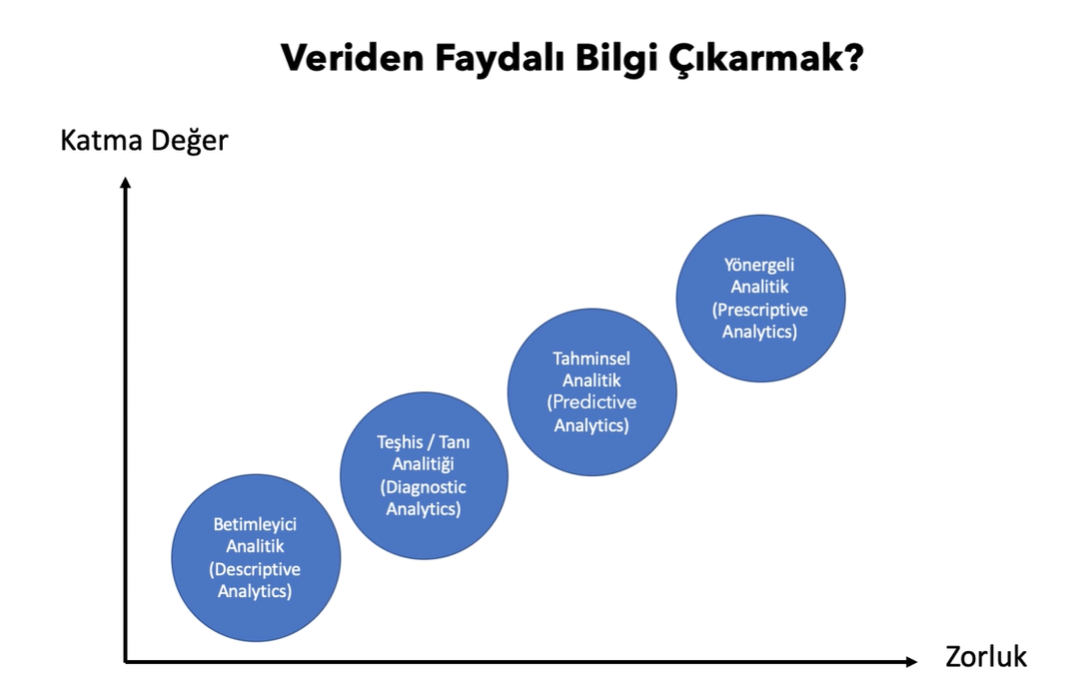 Veriden Faydalı Bilgi Çıkarmak?
Katma Değer
Yönergeli
Analitik
(Prescriptive
Analytics)
Tahminsel
Analitik
(Predictive
Analytics)
Teşhis / Tanı
Analitiği
(Diagnostic
Analytics)
Betimleyici
Analitik
(Descriptive
Analytics)
Zorluk